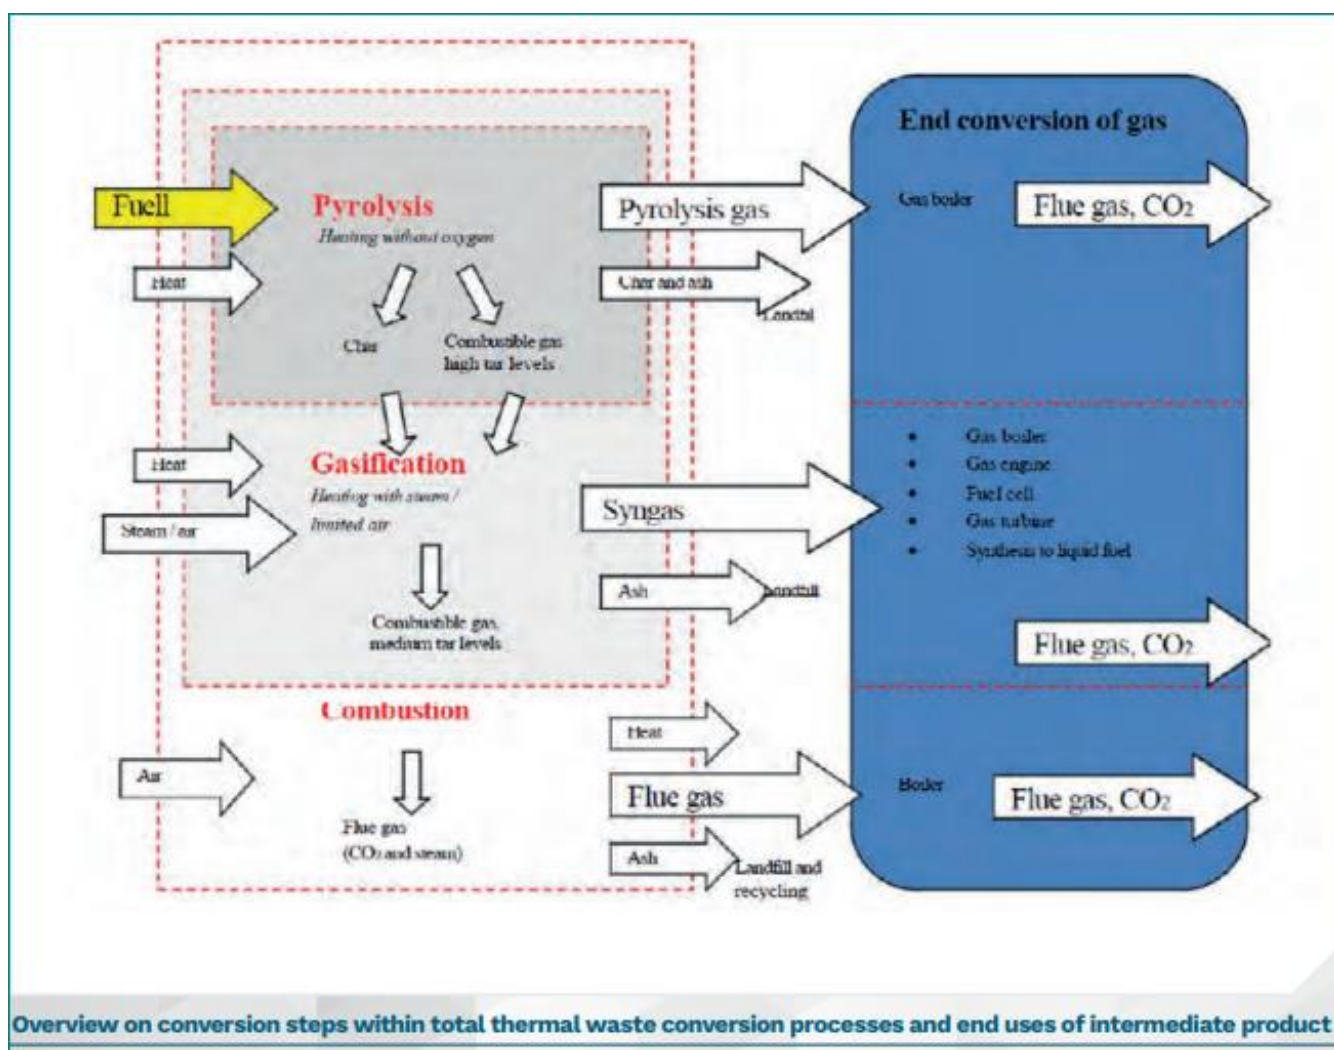 End conversion of gas
Fuell
Pyrolysis
Heating without oxygen
Pyrolysis gas
Gas boiler
Flue gas, CO2
Heat
Char and ash
Landfill
Char
Combustible gas
high tar levels
Heat
Gasification
Heating with steam /
limited air
Steam / air
Syngas
• Gas boiler
• Gas engine
• Fuel cell
• Gas turbine
• Synthesis to liquid fuel
Ash
Landfill
Combustible gas,
medium tar levels
Flue gas, CO2
Combustion
Heat
Air
Flue gas
Boiler
Flue gas, CO2
Flue gas
(CO2 and steam)
Ash
Landfill and
recycling
Overview on conversion steps within total thermal waste conversion processes and end uses of intermediate product